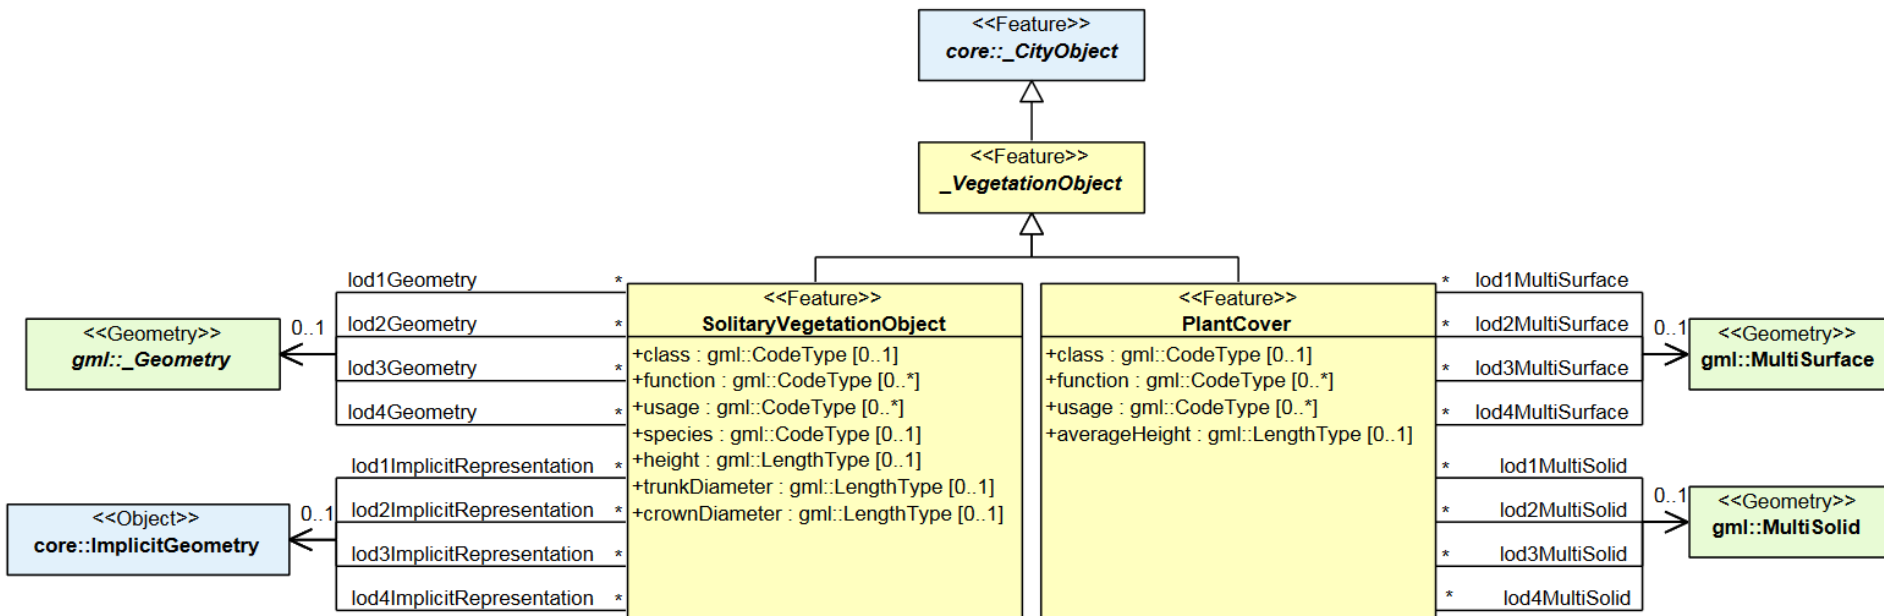 <<Feature>>
core::_CityObject
<<Feature>>
_VegetationObject
lod1Geometry *
lod2Geometry *
lod3Geometry *
lod4Geometry *
0..1
<<Geometry>>
gml::_Geometry
lod1ImplicitRepresentation *
lod2ImplicitRepresentation *
lod3ImplicitRepresentation *
lod4ImplicitRepresentation *
0..1
<<Object>>
core::ImplicitGeometry
<<Feature>>
SolitaryVegetationObject
+class : gml::CodeType [0..1]
+function : gml::CodeType [0..*]
+usage : gml::CodeType [0..*]
+species : gml::CodeType [0..1]
+height : gml::LengthType [0..1]
+trunkDiameter : gml::LengthType [0..1]
+crownDiameter : gml::LengthType [0..1]
<<Feature>>
PlantCover
+class : gml::CodeType [0..1]
+function : gml::CodeType [0..*]
+usage : gml::CodeType [0..*]
+averageHeight : gml::LengthType [0..1]
* lod1MultiSurface
* lod2MultiSurface
* lod3MultiSurface
* lod4MultiSurface
0..1
<<Geometry>>
gml::MultiSurface
* lod1MultiSolid
* lod2MultiSolid
* lod3MultiSolid
* lod4MultiSolid
0..1
<<Geometry>>
gml::MultiSolid